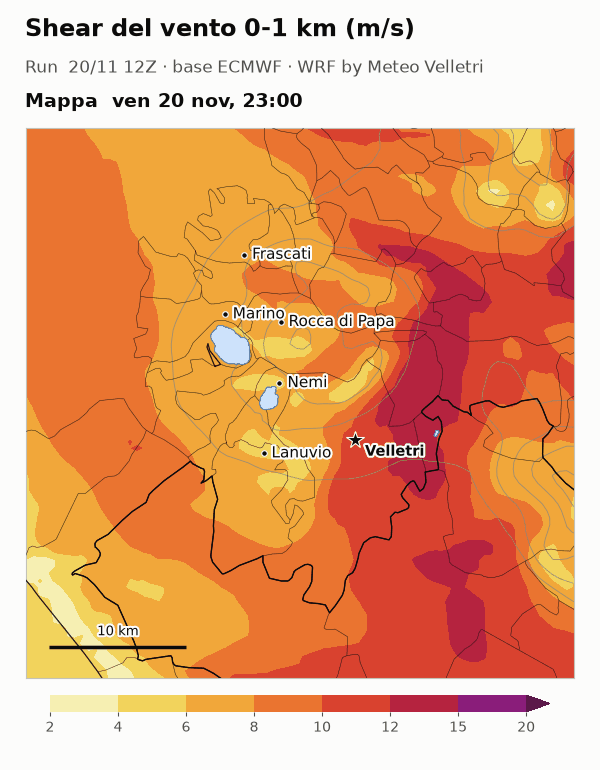 Shear del vento 0-1 km (m/s)
Run  20/11 12Z · base ECMWF · WRF by Meteo Velletri
Mappa  ven 20 nov, 23:00
Frascati
Marino
Rocca di Papa
Nemi
Velletri
Lanuvio
10 km
2 4 6 8 10 12 15 20